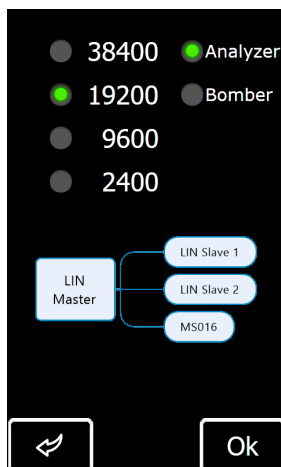 38400 Analyzer
19200 Bomber
9600
2400
LIN Slave 1
LIN
Master
LIN Slave 2
MS016
Ok